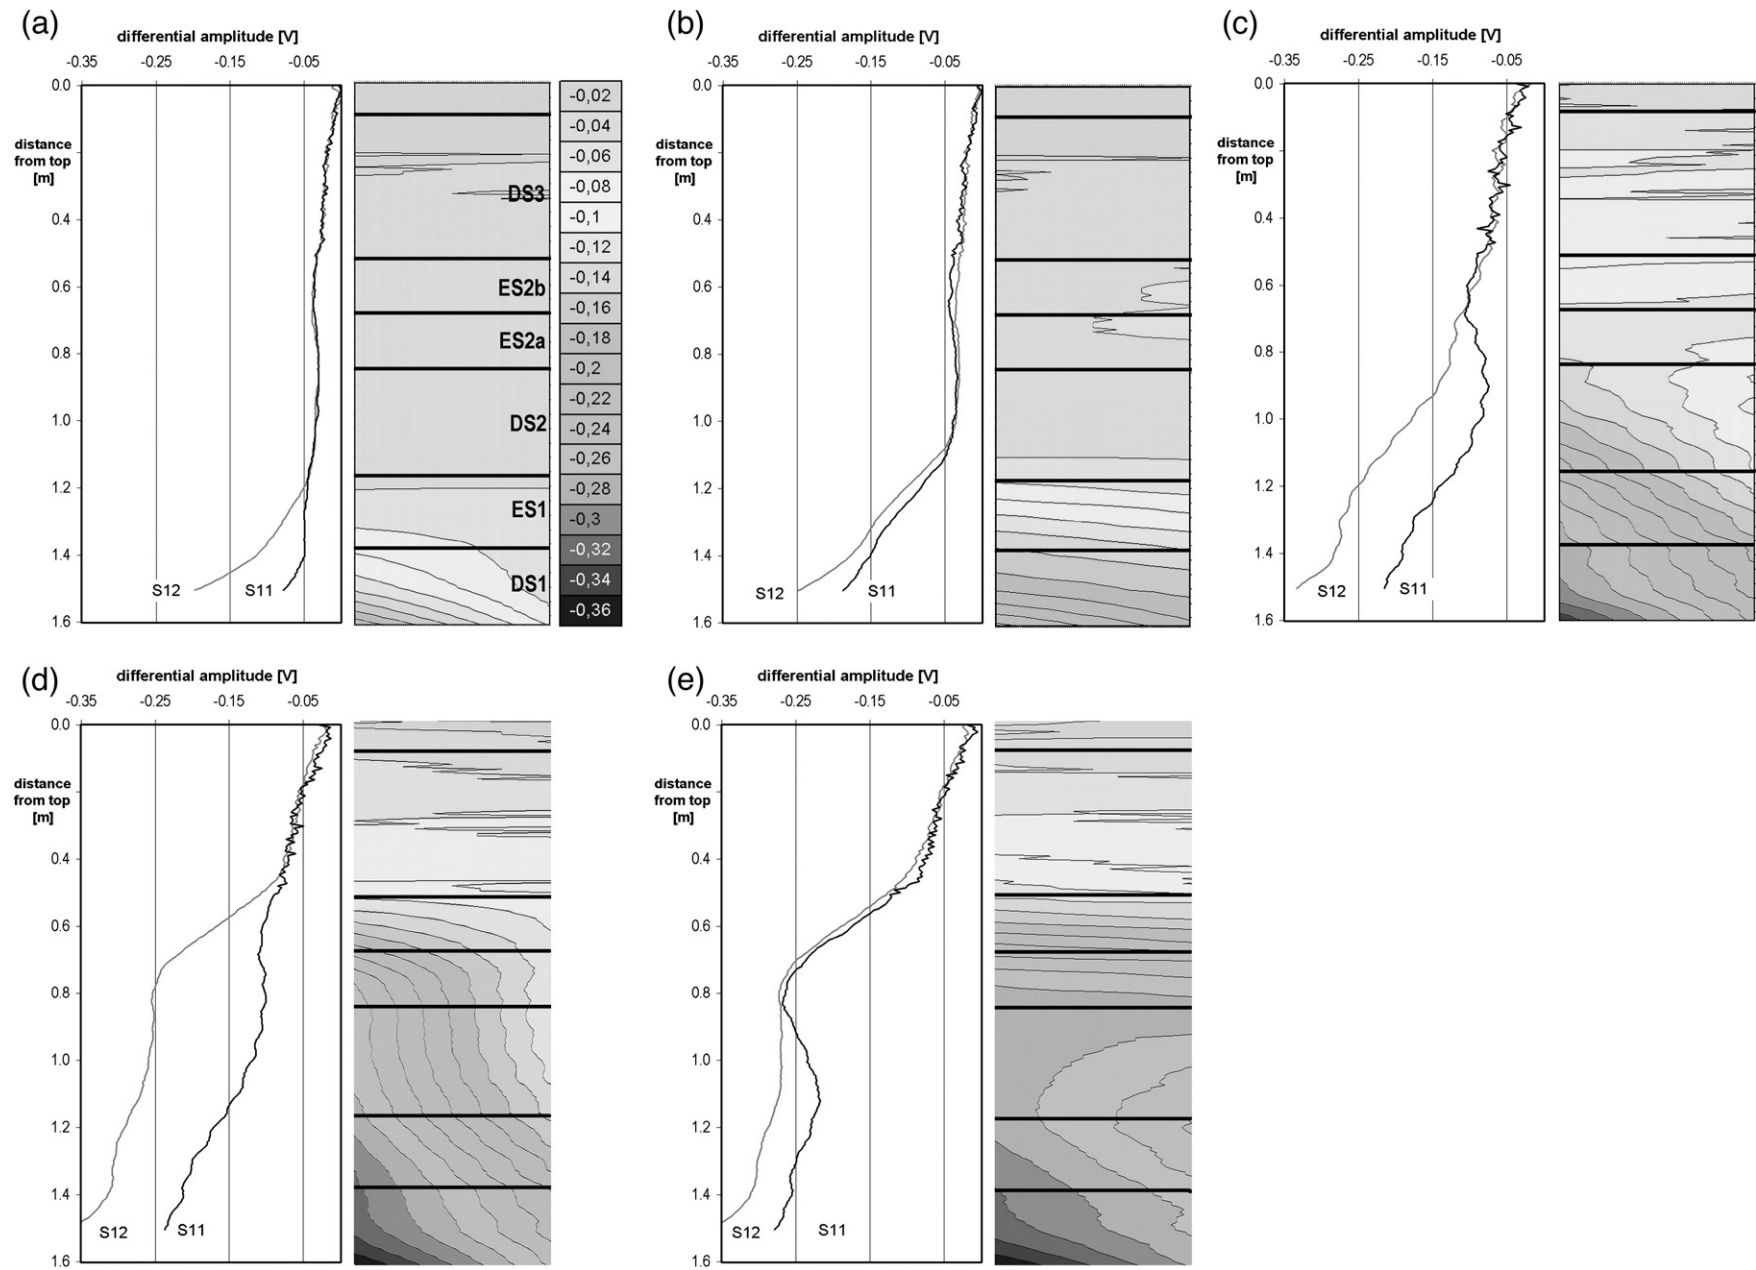 (a)
differential amplitude [V]
-0.35 -0.25 -0.15 -0.05
0.0
distance
from top
[m]
0.4
0.6
0.8
1.0
1.2
1.4
1.6
S12 S11
DS3
ES2b
ES2a
DS2
ES1
DS1
-0,02
-0,04
-0,06
-0,08
-0,1
-0,12
-0,14
-0,16
-0,18
-0,2
-0,22
-0,24
-0,26
-0,28
-0,3
-0,32
-0,34
-0,36
(b)
differential amplitude [V]
-0.35 -0.25 -0.15 -0.05
0.0
distance
from top
[m]
0.4
0.6
0.8
1.0
1.2
1.4
1.6
S12 S11
(c)
differential amplitude [V]
-0.35 -0.25 -0.15 -0.05
0.0
distance
from top
[m]
0.4
0.6
0.8
1.0
1.2
1.4
1.6
S12 S11
(d)
differential amplitude [V]
-0.35 -0.25 -0.15 -0.05
0.0
distance
from top
[m]
0.4
0.6
0.8
1.0
1.2
1.4
1.6
S12 S11
(e)
differential amplitude [V]
-0.35 -0.25 -0.15 -0.05
0.0
distance
from top
[m]
0.4
0.6
0.8
1.0
1.2
1.4
1.6
S12 S11